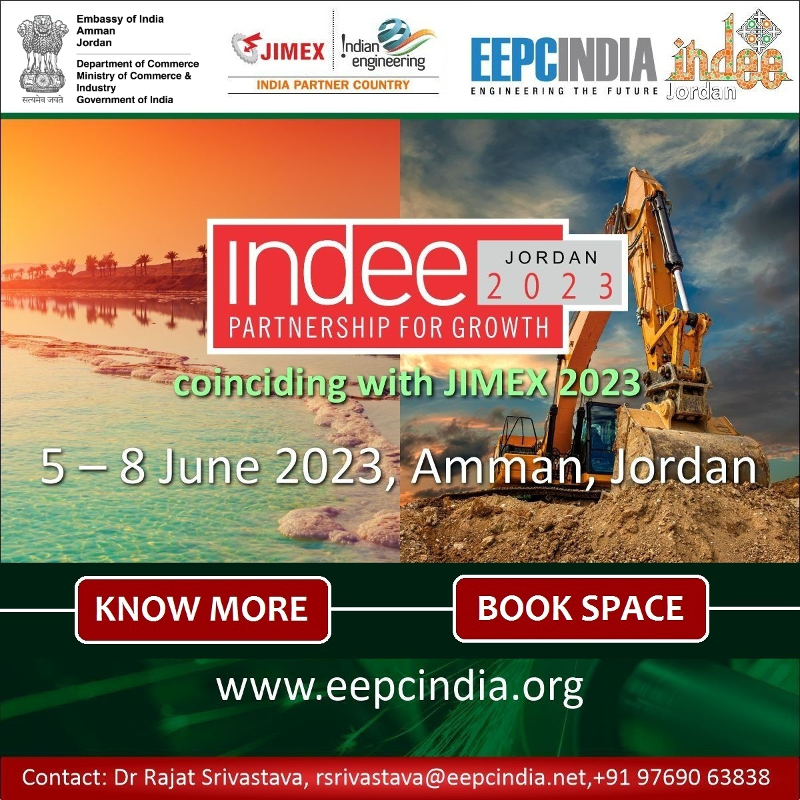 Embassy of India
Amman
Jordan
Department of Commerce
Ministry of Commerce &
Industry
Government of India
सत्यमेव जयते
JIMEX
Indian
engineering
INDIA PARTNER COUNTRY
EEPCINDIA
ENGINEERING THE FUTURE
indee
Jordan
indee
JORDAN
2023
PARTNERSHIP FOR GROWTH
coinciding with JIMEX 2023
5 – 8 June 2023, Amman, Jordan
KNOW MORE
BOOK SPACE
www.eepcindia.org
Contact: Dr Rajat Srivastava, rsrivastava@eepcindia.net,+91 97690 63838